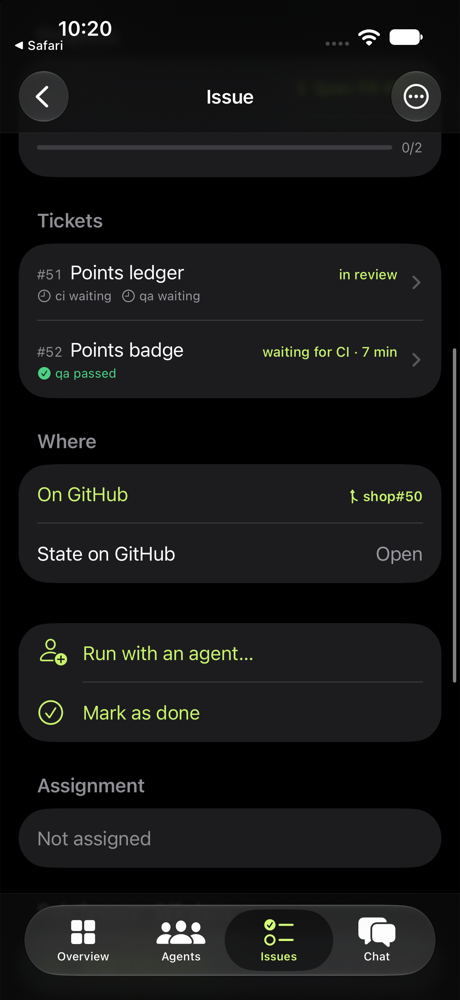 10:20
◀ Safari
Issue
0/2
Tickets
#51 Points ledger
in review
ci waiting qa waiting
#52 Points badge
waiting for CI · 7 min
qa passed
Where
On GitHub
shop#50
State on GitHub
Open
Run with an agent...
Mark as done
Assignment
Not assigned
Overview
Agents
Issues
Chat